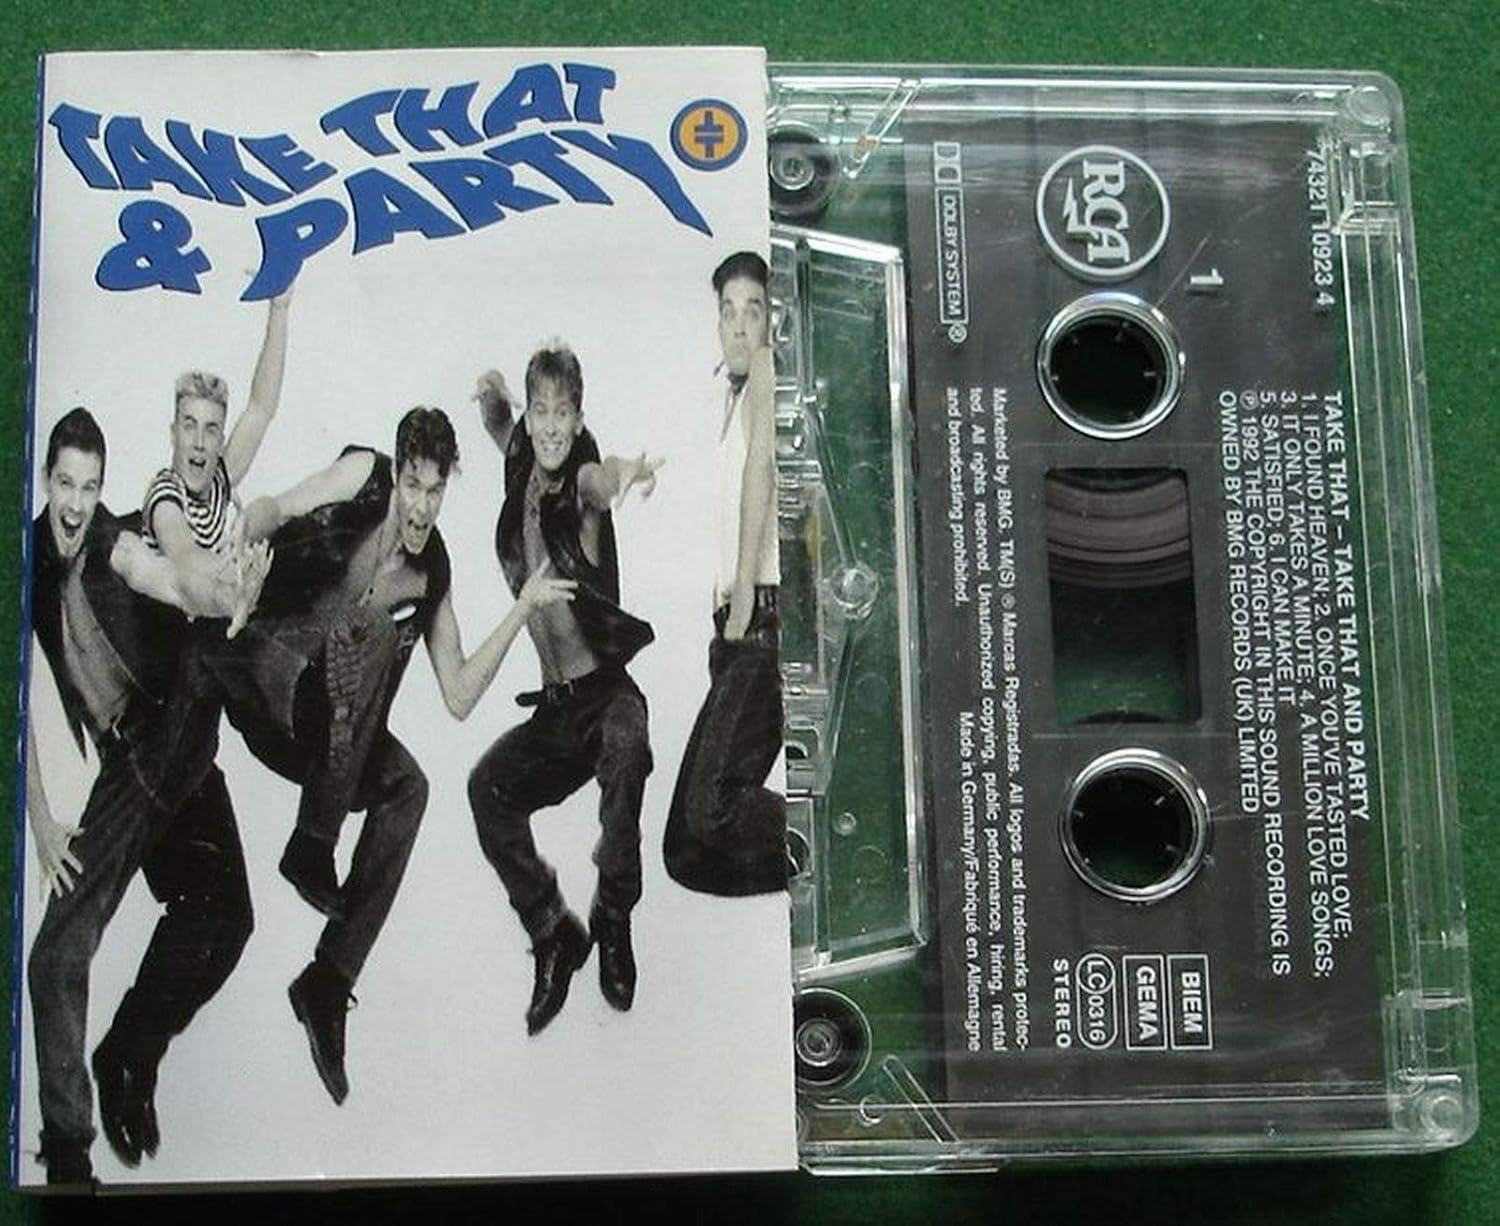 TAKE THAT
& PARTY
RCA
1
74321 10923 4
DOLBY SYSTEM ®
TAKE THAT – TAKE THAT AND PARTY
1. I FOUND HEAVEN; 2. ONCE YOU'VE TASTED LOVE;
3. IT ONLY TAKES A MINUTE; 4. A MILLION LOVE SONGS;
5. SATISFIED; 6. I CAN MAKE IT
Ⓟ 1992 THE COPYRIGHT IN THIS SOUND RECORDING IS
OWNED BY BMG RECORDS (UK) LIMITED
BIEM
GEMA
LC 0316
STEREO
Marketed by BMG. TM(S) ® Marcas Registradas. All logos and trademarks protec-
ted. All rights reserved. Unauthorized copying, public performance, hiring, rental
and broadcasting prohibited. Made in Germany/Fabriqué en Allemagne